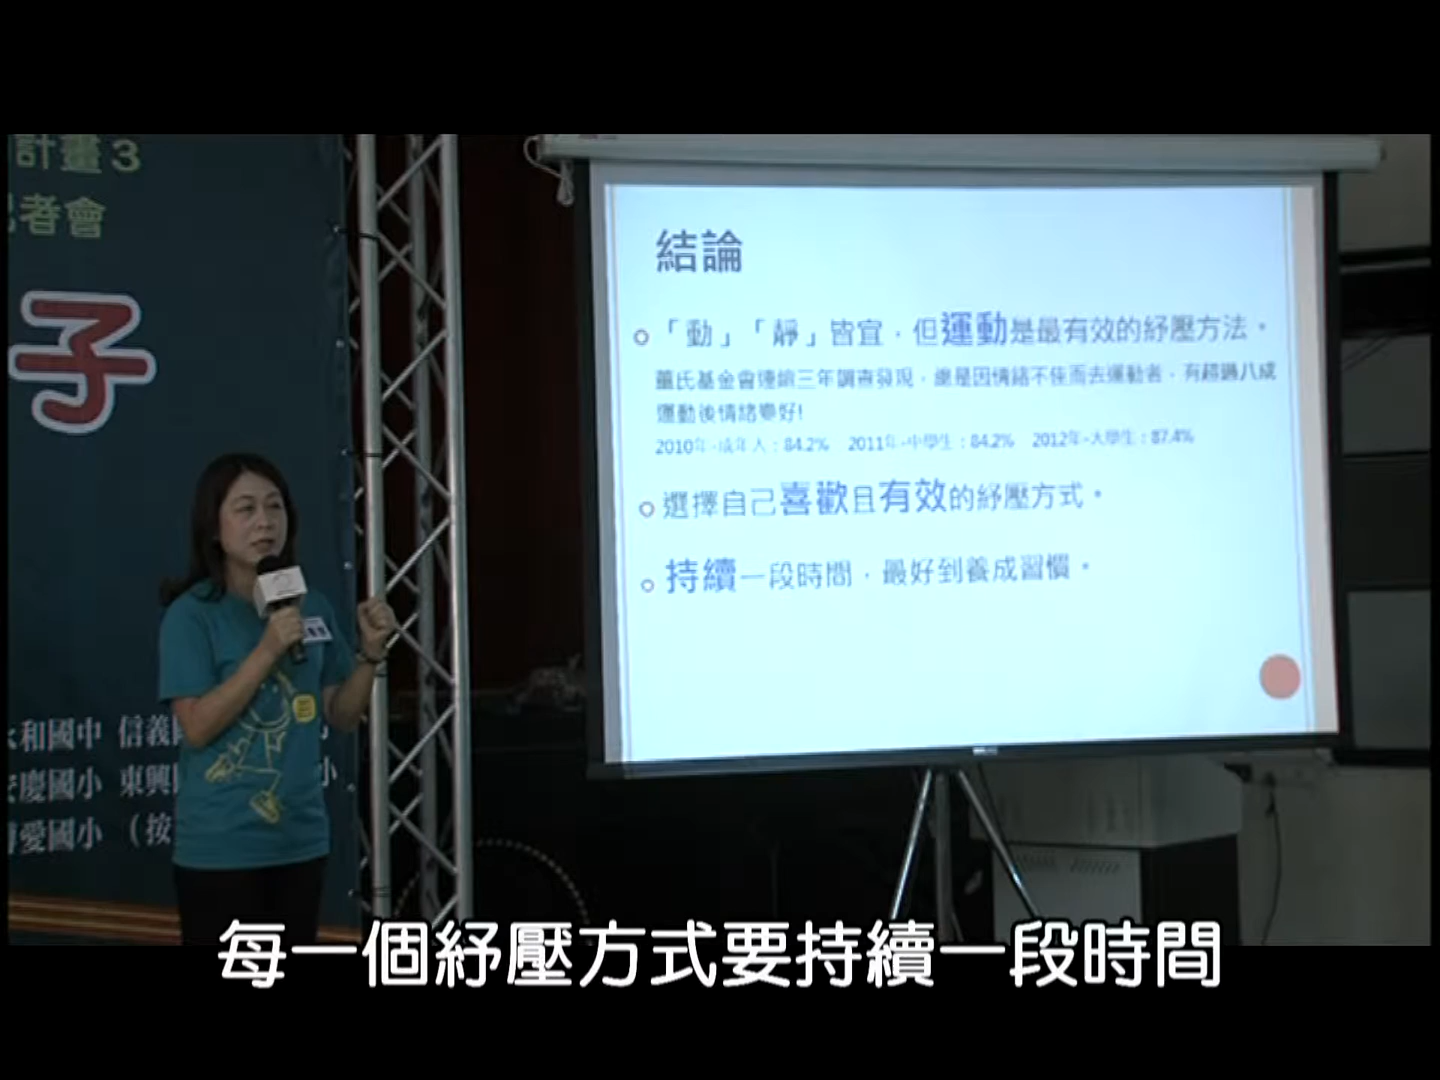 計畫3
記者會
子
永和國中 信義
安慶國小 東興 小
博愛國小 （按
結論
「動」「靜」皆宜，但運動是最有效的紓壓方法。
董氏基金會連續三年調查發現，總是因情緒不佳而去運動者，有超過八成
運動後情緒變好!
2010年-成年人：84.2% 2011年-中學生：84.2% 2012年-大學生：87.4%
選擇自己喜歡且有效的紓壓方式。
持續一段時間，最好到養成習慣。
每一個紓壓方式要持續一段時間